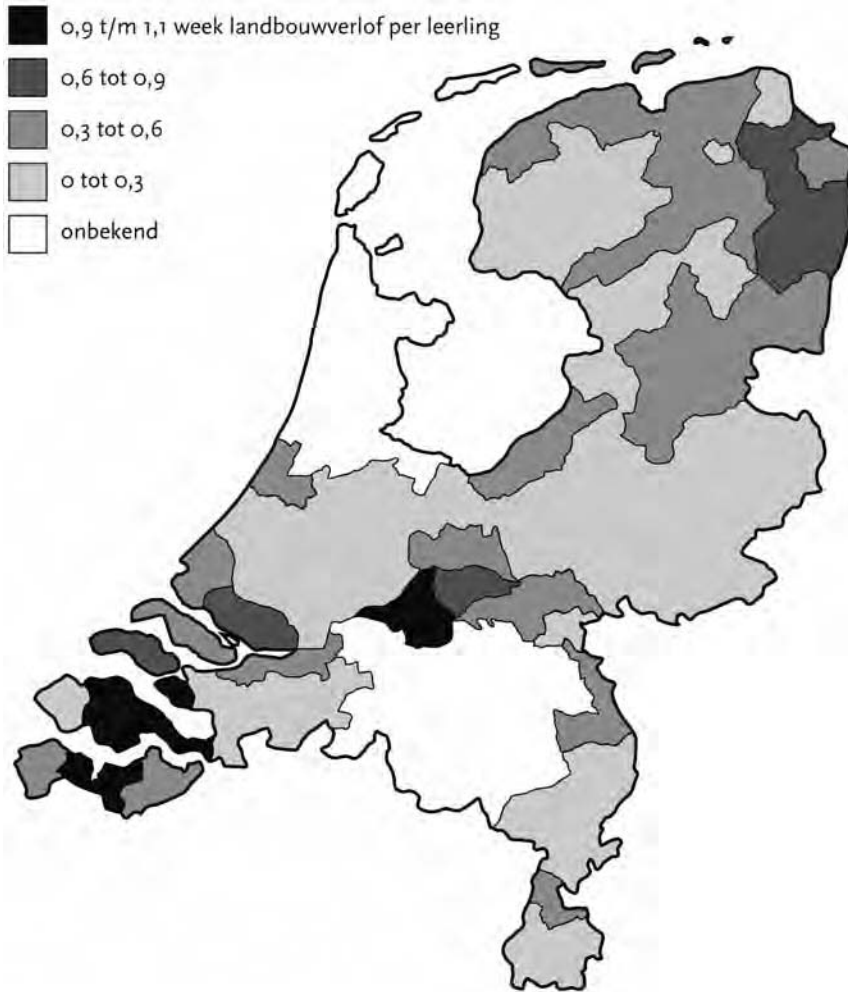 0,9 t/m 1,1 week landbouwverlof per leerling
0,6 tot 0,9
0,3 tot 0,6
0 tot 0,3
onbekend